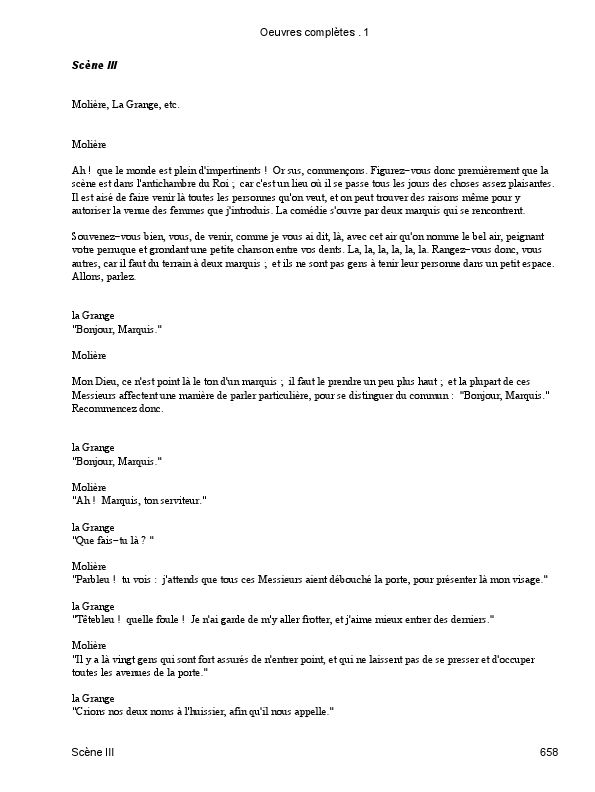 Oeuvres complètes . 1
Scène III
Molière, La Grange, etc.
Molière
Ah ! que le monde est plein d'impertinents ! Or sus, commençons. Figurez−vous donc premièrement que la
scène est dans l'antichambre du Roi ; car c'est un lieu où il se passe tous les jours des choses assez plaisantes.
Il est aisé de faire venir là toutes les personnes qu'on veut, et on peut trouver des raisons même pour y
autoriser la venue des femmes que j'introduis. La comédie s'ouvre par deux marquis qui se rencontrent.
Souvenez−vous bien, vous, de venir, comme je vous ai dit, là, avec cet air qu'on nomme le bel air, peignant
votre perruque et grondant une petite chanson entre vos dents. La, la, la, la, la, la. Rangez−vous donc, vous
autres, car il faut du terrain à deux marquis ; et ils ne sont pas gens à tenir leur personne dans un petit espace.
Allons, parlez.
la Grange
"Bonjour, Marquis."
Molière
Mon Dieu, ce n'est point là le ton d'un marquis ; il faut le prendre un peu plus haut ; et la plupart de ces
Messieurs affectent une manière de parler particulière, pour se distinguer du commun : "Bonjour, Marquis."
Recommencez donc.
la Grange
"Bonjour, Marquis."
Molière
"Ah ! Marquis, ton serviteur."
la Grange
"Que fais−tu là ? "
Molière
"Parbleu ! tu vois : j'attends que tous ces Messieurs aient débouché la porte, pour présenter là mon visage."
la Grange
"Têtebleu ! quelle foule ! Je n'ai garde de m'y aller frotter, et j'aime mieux entrer des derniers."
Molière
"Il y a là vingt gens qui sont fort assurés de n'entrer point, et qui ne laissent pas de se presser et d'occuper
toutes les avenues de la porte."
la Grange
"Crions nos deux noms à l'huissier, afin qu'il nous appelle."
Scène III 658